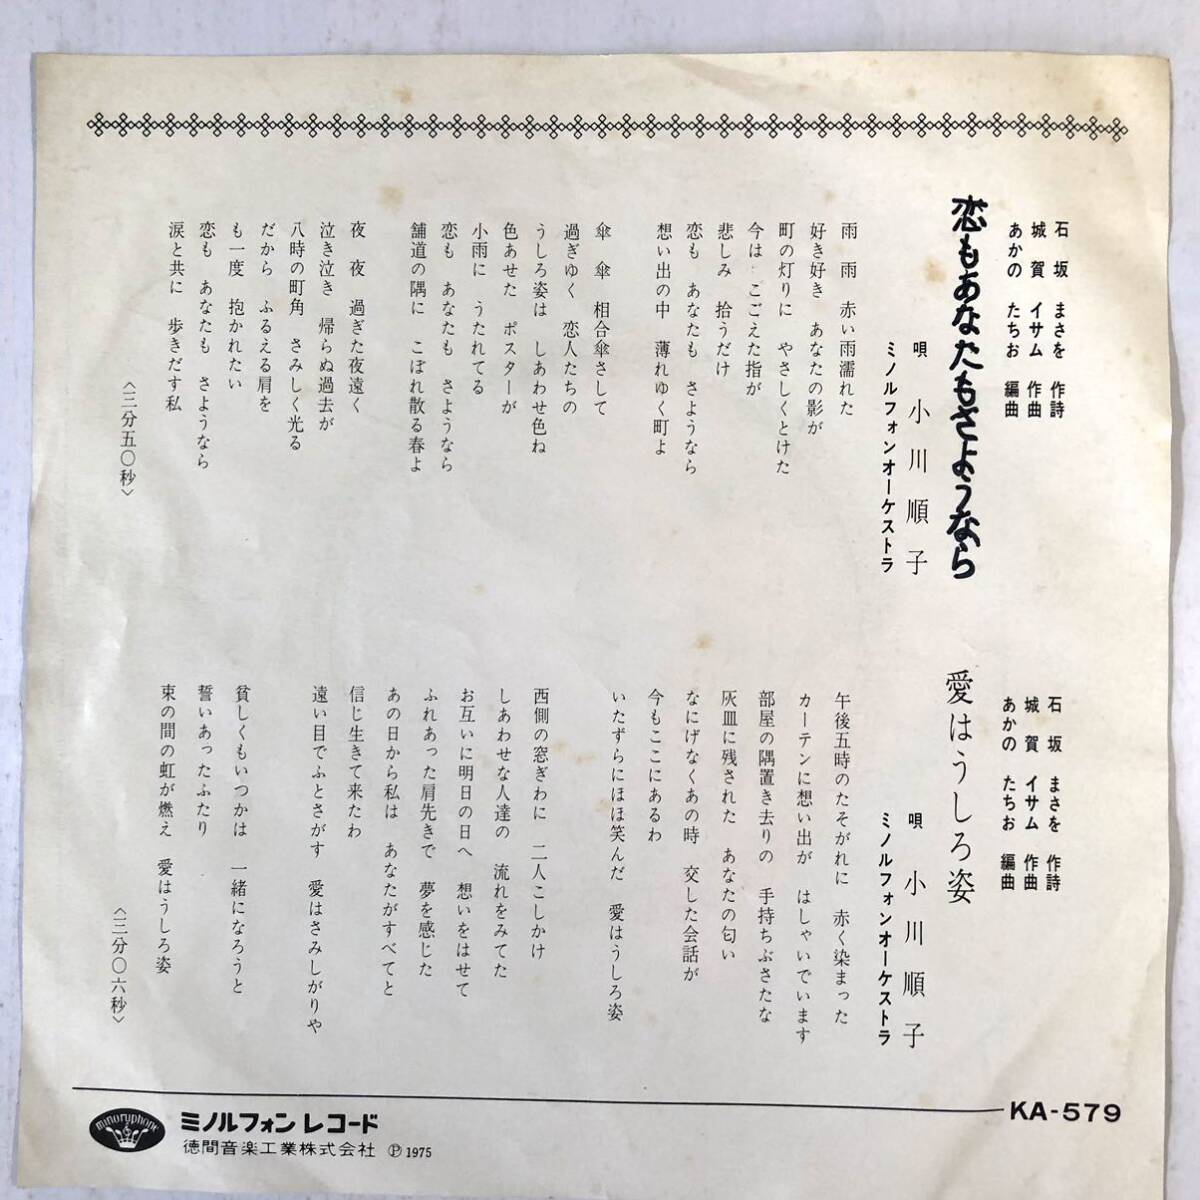 恋もあなたもさようなら
石坂 まさを 作詩
城賀 イサム 作曲
あかの たちお 編曲
唄 小川順子
ミノルフォンオーケストラ
雨 雨 赤い雨濡れた
好き好き あなたの影が
町の灯りに やさしくとけた
今は こごえた指が
悲しみ 拾うだけ
恋も あなたも さようなら
想い出の中 薄れゆく町よ
傘 傘 相合傘さして
過ぎゆく 恋人たちの
うしろ姿は しあわせ色ね
色あせた ポスターが
小雨に うたれてる
恋も あなたも さようなら
舗道の隅に こぼれ散る春よ
夜 夜 過ぎた夜遠く
泣き泣き 帰らぬ過去が
八時の町角 さみしく光る
だから ふるえる肩を
も一度 抱かれたい
恋も あなたも さようなら
涙と共に 歩きだす私
〈三分五〇秒〉
愛はうしろ姿
石坂 まさを 作詩
城賀 イサム 作曲
あかの たちお 編曲
唄 小川順子
ミノルフォンオーケストラ
午後五時のたそがれに 赤く染まった
カーテンに想い出が はしゃいでいます
部屋の隅置き去りの 手持ちぶさたな
灰皿に残された あなたの匂い
なにげなくあの時 交した会話が
今もここにあるわ
いたずらにほほ笑んだ 愛はうしろ姿
西側の窓ぎわに 二人こしかけ
しあわせな人達の 流れをみてた
お互いに明日の日へ 想いをはせて
ふれあった肩先きで 夢を感じた
あの日から私は あなたがすべてと
信じ生きて来たわ
遠い目でふとさがす 愛はさみしがりや
貧しくもいつかは 一緒になろうと
誓いあったふたり
束の間の虹が燃え 愛はうしろ姿
〈三分〇六秒〉
KA-579
minoruphone
ミノルフォンレコード
徳間音楽工業株式会社 Ⓟ1975